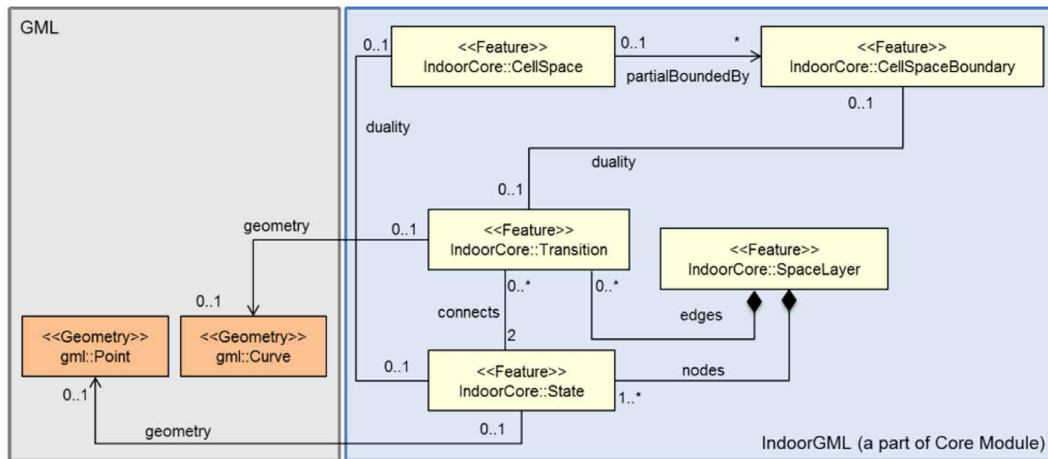 GML
0..1
<<Feature>>
IndoorCore::CellSpace
0..1
*
partialBoundedBy
<<Feature>>
IndoorCore::CellSpaceBoundary
0..1
duality
duality
0..1
geometry
0..1
<<Feature>>
IndoorCore::Transition
<<Feature>>
IndoorCore::SpaceLayer
0..*
0..*
0..1
connects
edges
<<Geometry>>
gml::Point
<<Geometry>>
gml::Curve
2
0..1
<<Feature>>
IndoorCore::State
nodes
1..*
0..1
geometry
0..1
IndoorGML (a part of Core Module)